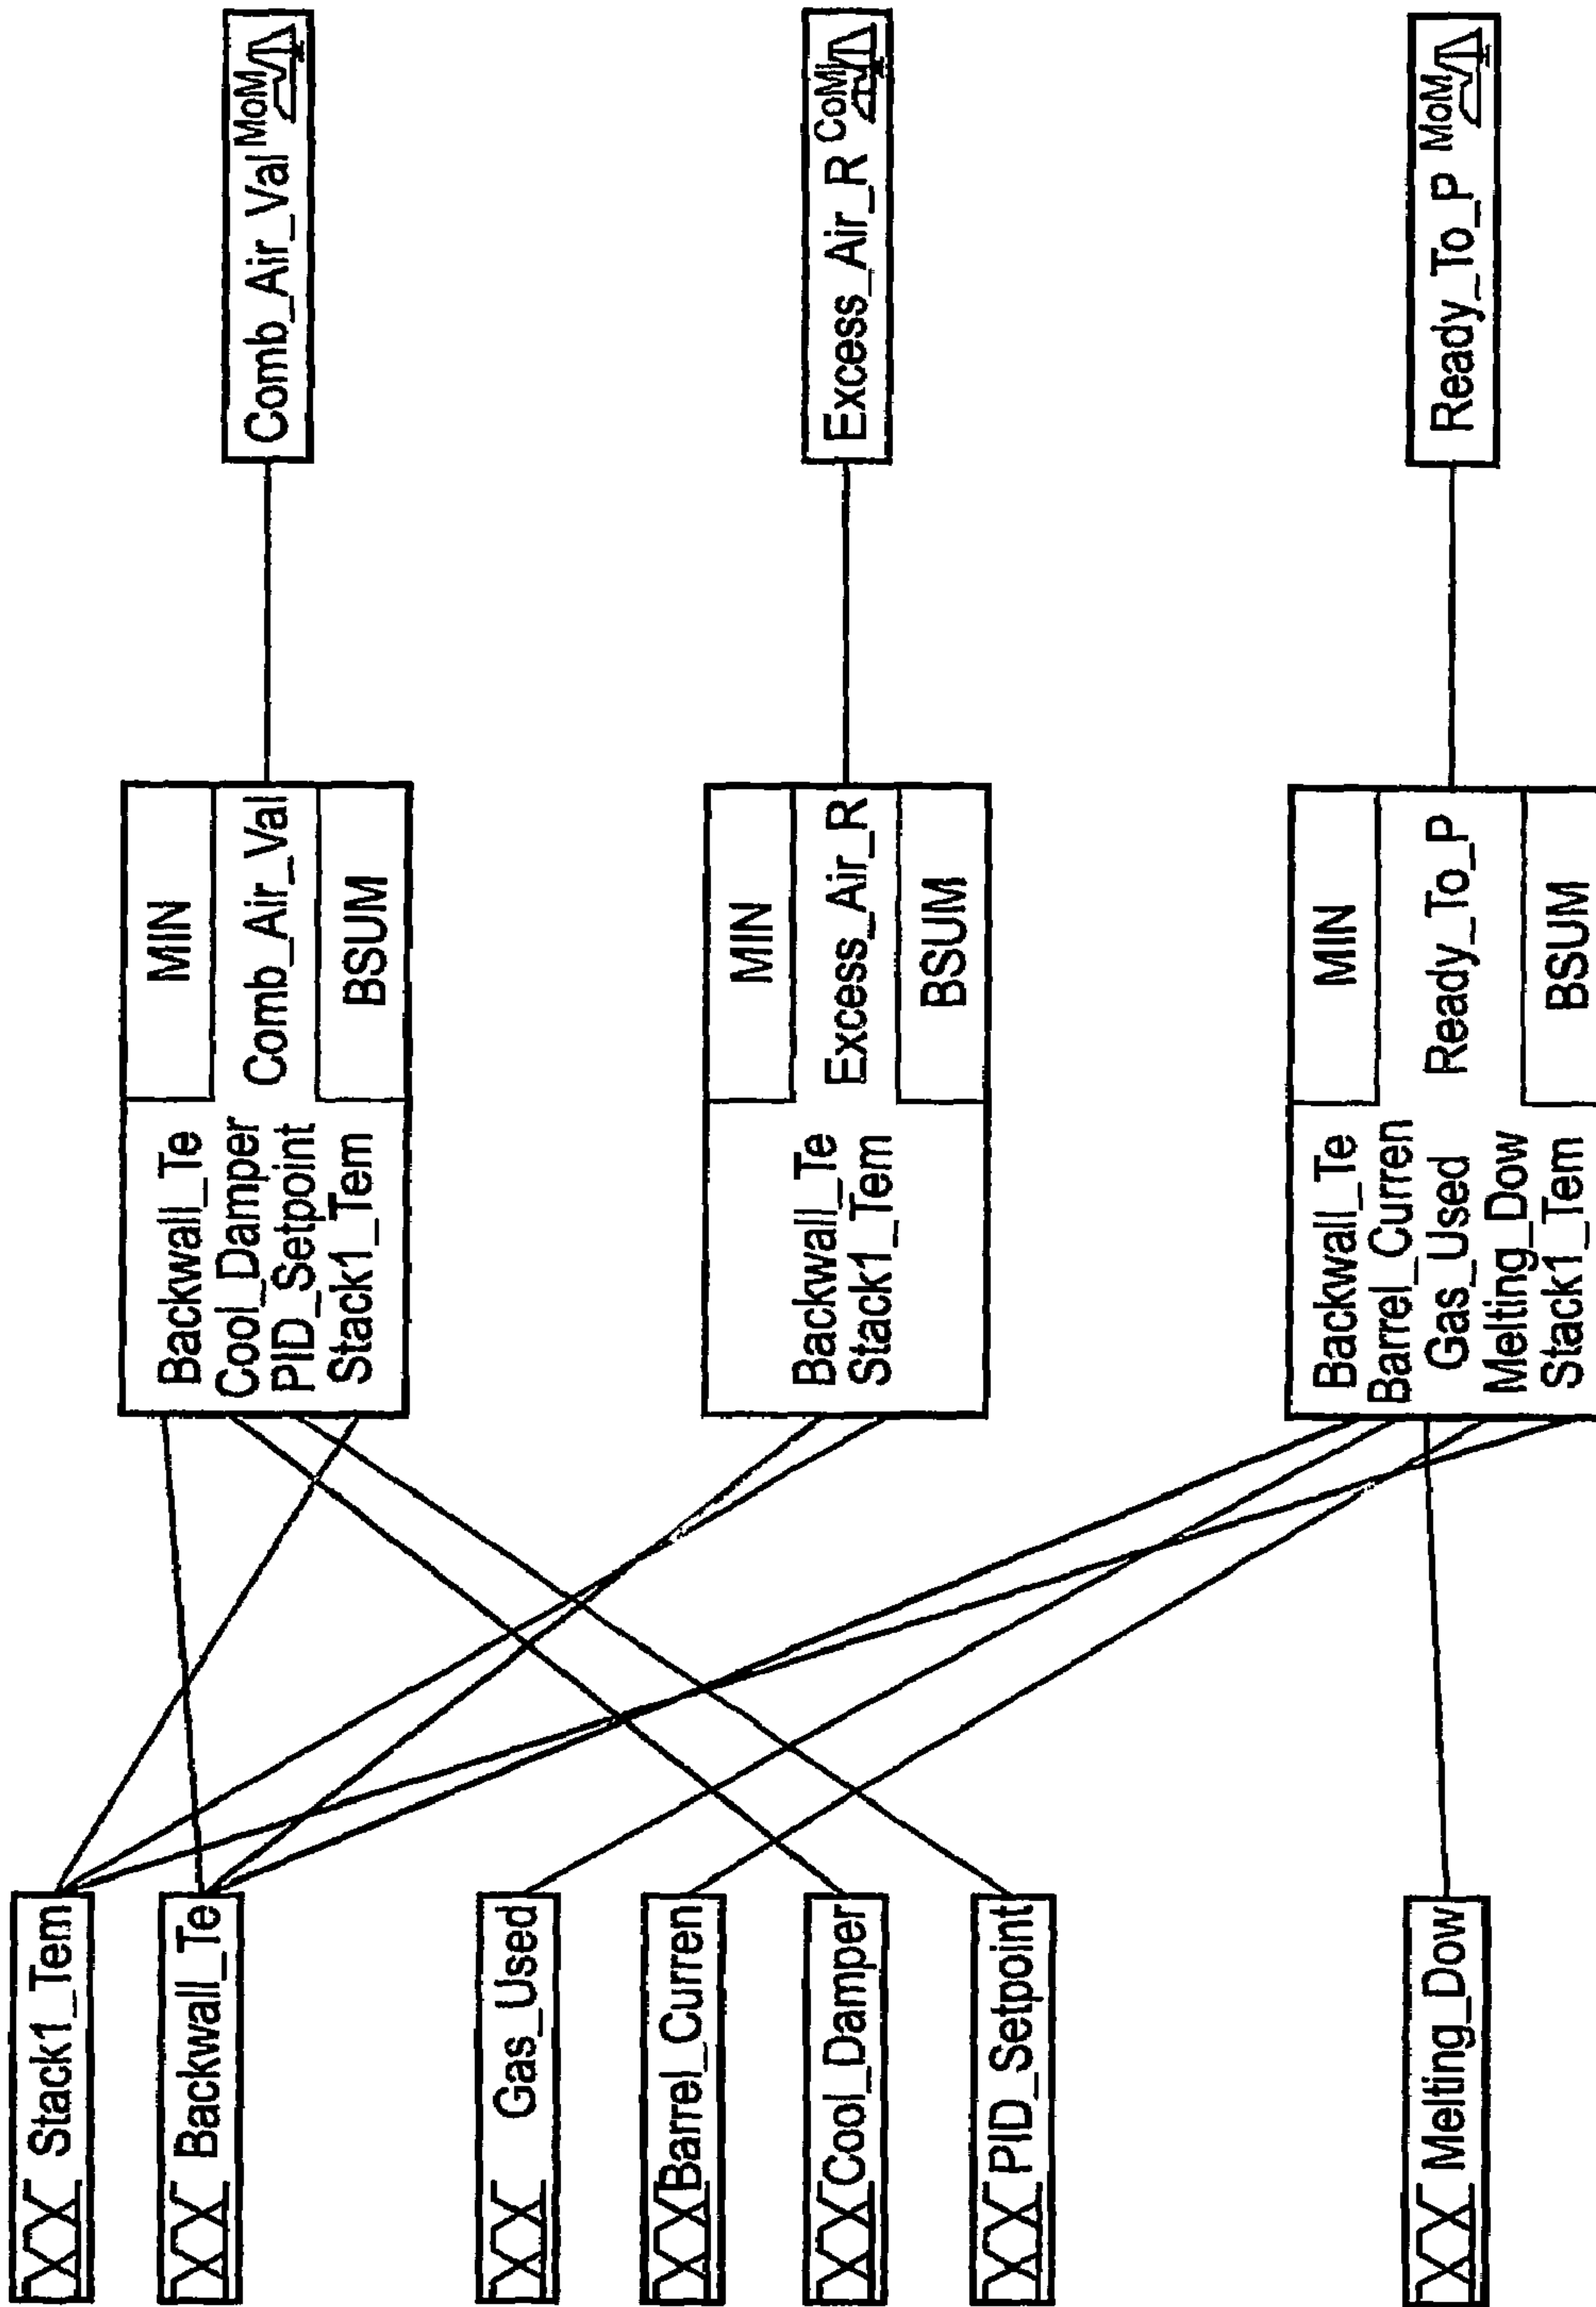 Stack1_Tem
Backwall_Te
Gas_Used
Barrel_Curren
Cool_Damper
PID_Setpoint
Melting_Dow
Backwall_Te
Cool_Damper
PID_Setpoint
Stack1_Tem
MIN
Comb_Air_Val
BSUM
Backwall_Te
Stack1_Tem
MIN
Excess_Air_R
BSUM
Backwall_Te
Barrel_Curren
Gas_Used
Melting_Dow
Stack1_Tem
MIN
Ready_To_P
BSUM
Comb_Air_Val MoM
Excess_Air_R CoM
Ready_To_P MoM